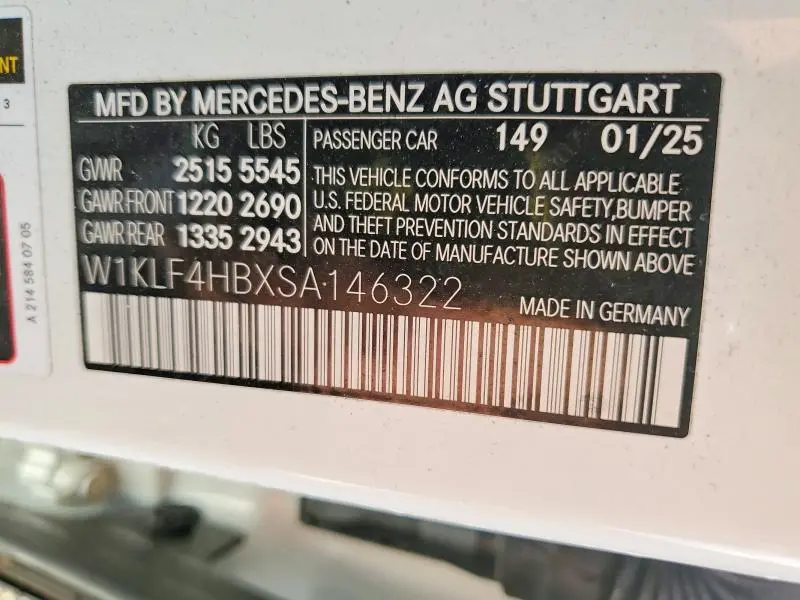 NT
3
A 214 584 07 05
MFD BY MERCEDES-BENZ AG STUTTGART
KG LBS
GVWR 2515 5545
GAWR FRONT 1220 2690
GAWR REAR 1335 2943
PASSENGER CAR 149 01/25
THIS VEHICLE CONFORMS TO ALL APPLICABLE
U.S. FEDERAL MOTOR VEHICLE SAFETY,BUMPER
AND THEFT PREVENTION STANDARDS IN EFFECT
ON THE DATE OF MANUFACTURE SHOWN ABOVE
W1KLF4HBXSA146322
MADE IN GERMANY